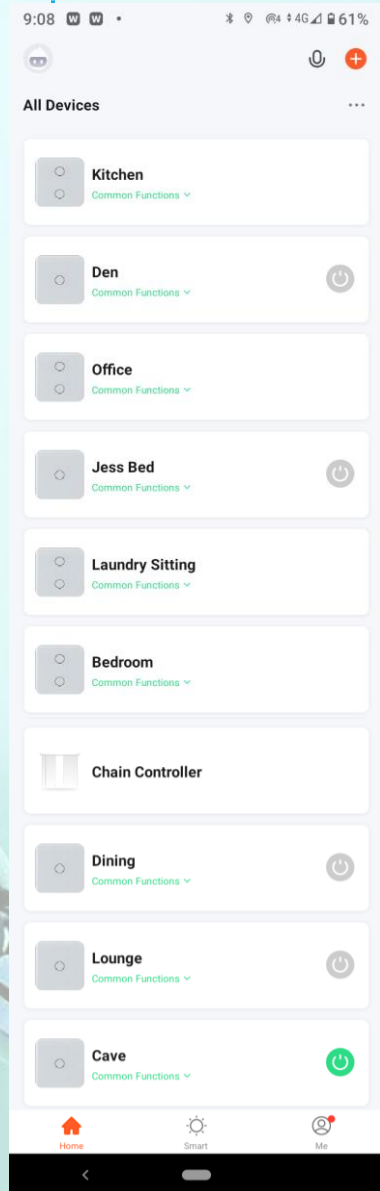 9:08 W W • 4G 61%
All Devices
Kitchen
Common Functions
Den
Common Functions
Office
Common Functions
Jess Bed
Common Functions
Laundry Sitting
Common Functions
Bedroom
Common Functions
Chain Controller
Dining
Common Functions
Lounge
Common Functions
Cave
Common Functions
Home Smart Me